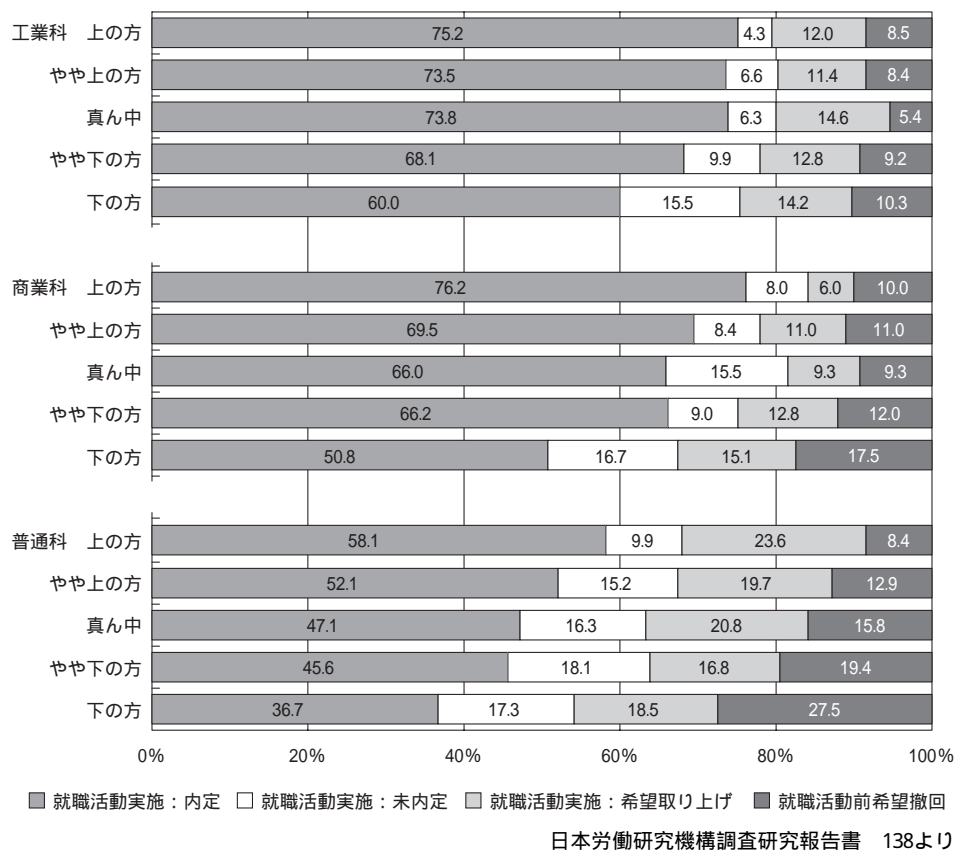 工業科　上の方 75.2 4.3 12.0 8.5
やや上の方 73.5 6.6 11.4 8.4
真ん中 73.8 6.3 14.6 5.4
やや下の方 68.1 9.9 12.8 9.2
下の方 60.0 15.5 14.2 10.3
商業科　上の方 76.2 8.0 6.0 10.0
やや上の方 69.5 8.4 11.0 11.0
真ん中 66.0 15.5 9.3 9.3
やや下の方 66.2 9.0 12.8 12.0
下の方 50.8 16.7 15.1 17.5
普通科　上の方 58.1 9.9 23.6 8.4
やや上の方 52.1 15.2 19.7 12.9
真ん中 47.1 16.3 20.8 15.8
やや下の方 45.6 18.1 16.8 19.4
下の方 36.7 17.3 18.5 27.5
0% 20% 40% 60% 80% 100%
就職活動実施：内定 就職活動実施：未内定 就職活動実施：希望取り上げ 就職活動前希望撤回
日本労働研究機構調査研究報告書　138より